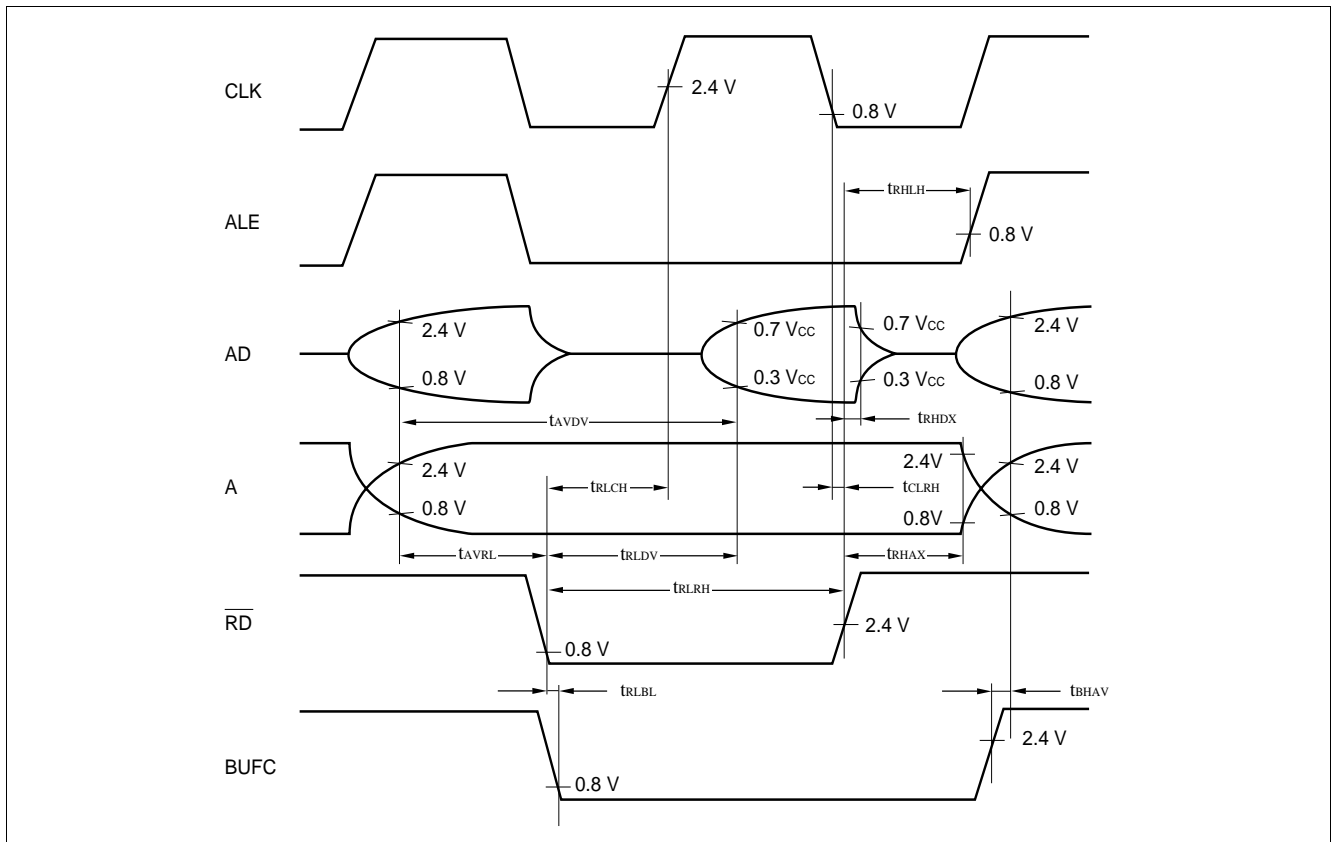 CLK
2.4 V
0.8 V
tRHLH
ALE
0.8 V
AD
2.4 V
0.7 VCC
0.7 VCC
2.4 V
0.8 V
0.3 VCC
0.3 VCC
0.8 V
tAVDV
tRHDX
A
2.4 V
2.4V
2.4 V
tRLCH
tCLRH
0.8 V
0.8V
0.8 V
tAVRL
tRLDV
tRHAX
tRLRH
RD
2.4 V
0.8 V
tRLBL
tBHAV
BUFC
2.4 V
0.8 V